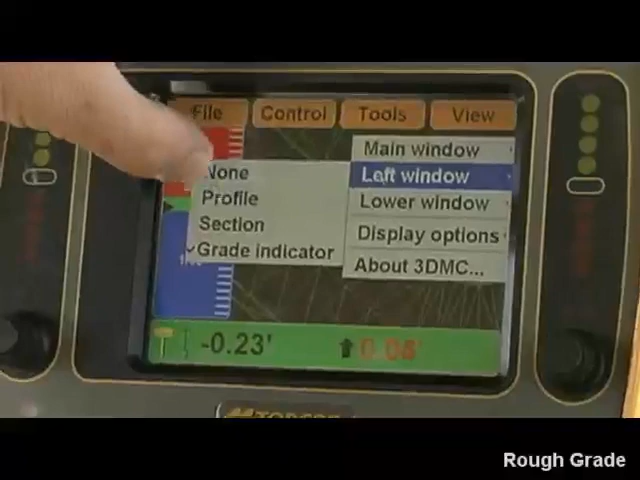 File Control Tools View
Main window
None Left window
Profile Lower window
Section Display options
Grade indicator About 3DMC...
-0.23'
Rough Grade